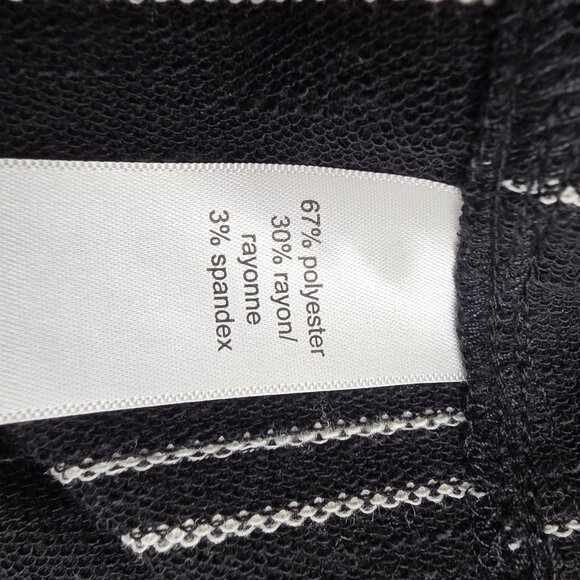 67% polyester
30% rayon/
rayonne
3% spandex